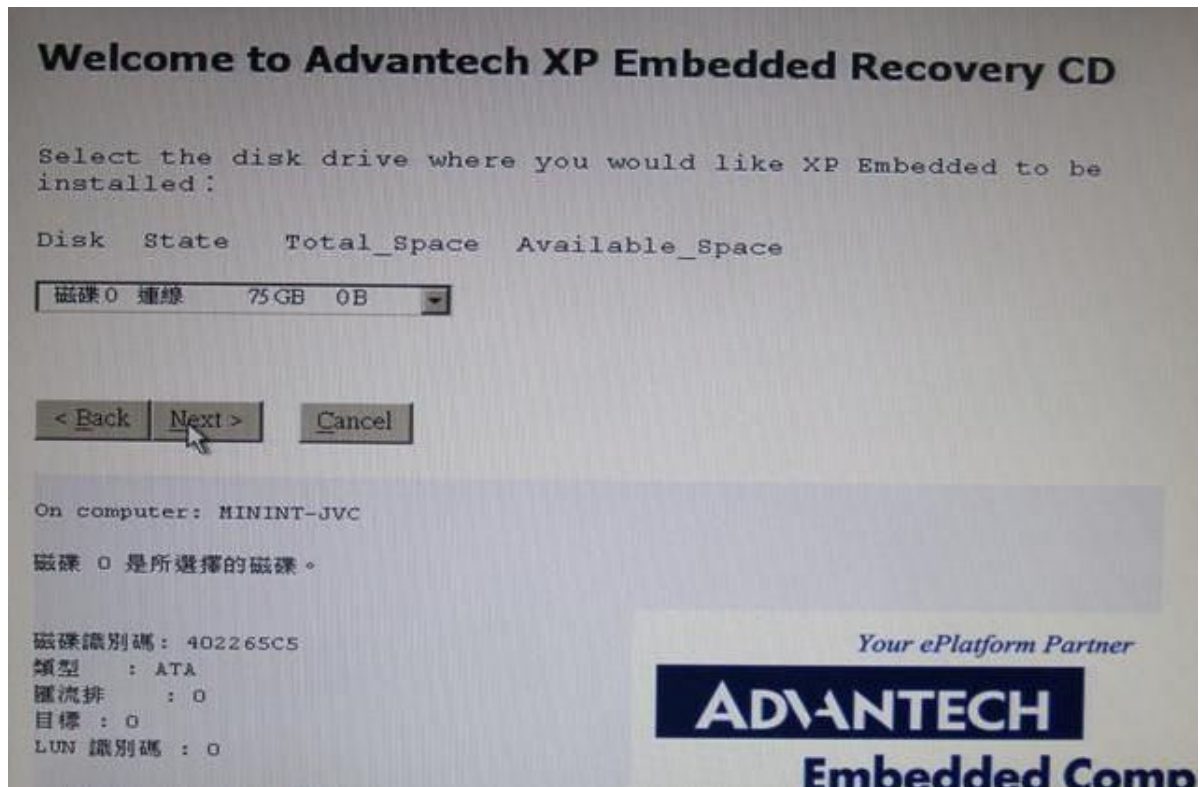 Welcome to Advantech XP Embedded Recovery CD
Select the disk drive where you would like XP Embedded to be
installed：
Disk State Total_Space Available_Space
磁碟 0 連線 75 GB 0 B
< Back Next > Cancel
On computer: MININT-JVC
磁碟 0 是所選擇的磁碟。
磁碟識別碼: 402265C5
類型 : ATA
匯流排 : 0
目標 : 0
LUN 識別碼 : 0
Your ePlatform Partner
ADVANTECH
Embedded Comp